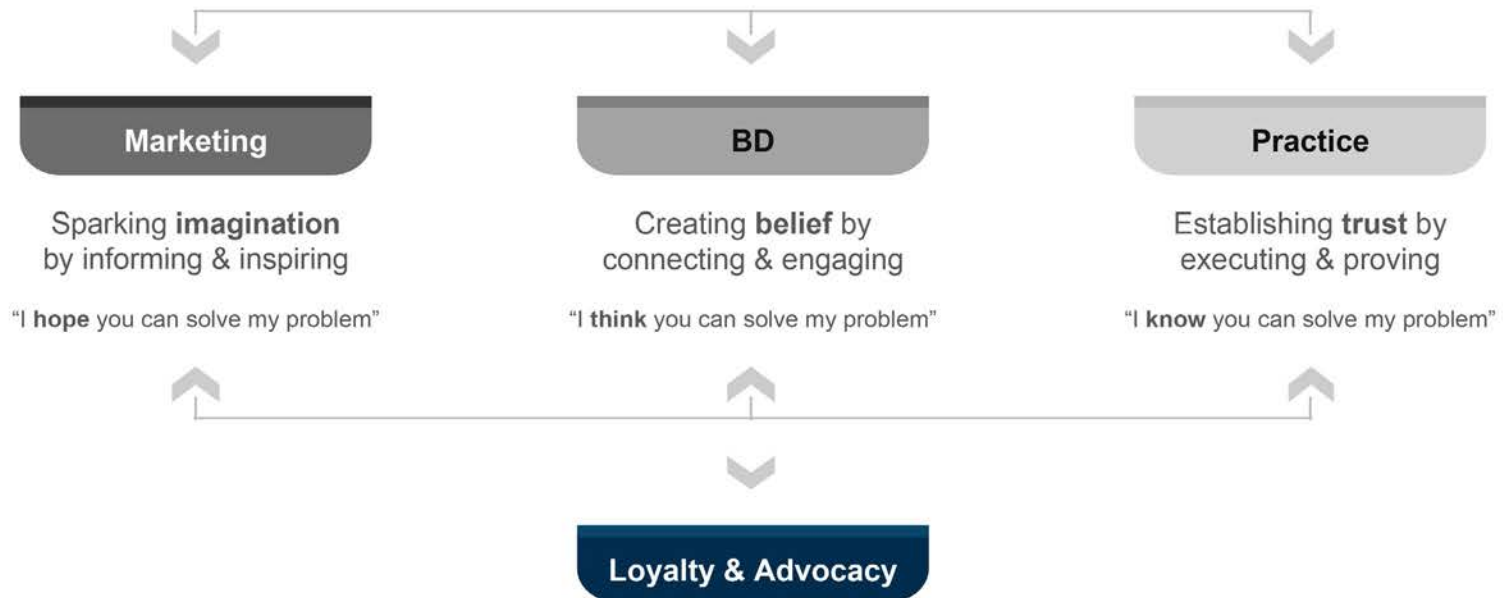 Marketing
BD
Practice
Sparking imagination
by informing & inspiring
Creating belief by
connecting & engaging
Establishing trust by
executing & proving
“I hope you can solve my problem”
“I think you can solve my problem”
“I know you can solve my problem”
Loyalty & Advocacy